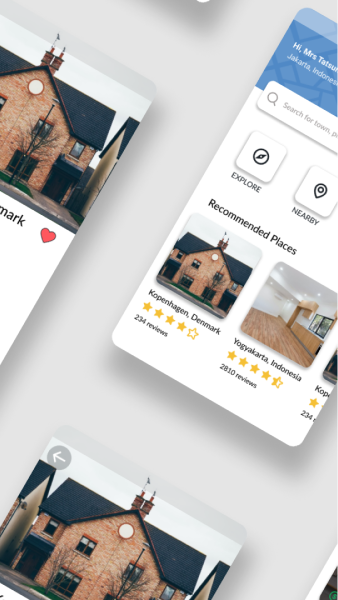 mark
Hi, Mrs Tatsu
Jakarta, Indones
Search for town, p
EXPLORE
NEARBY
Recommended Places
Kopenhagen, Denmark
234 reviews
Yogyakarta, Indonesia
2810 reviews
Kop
234